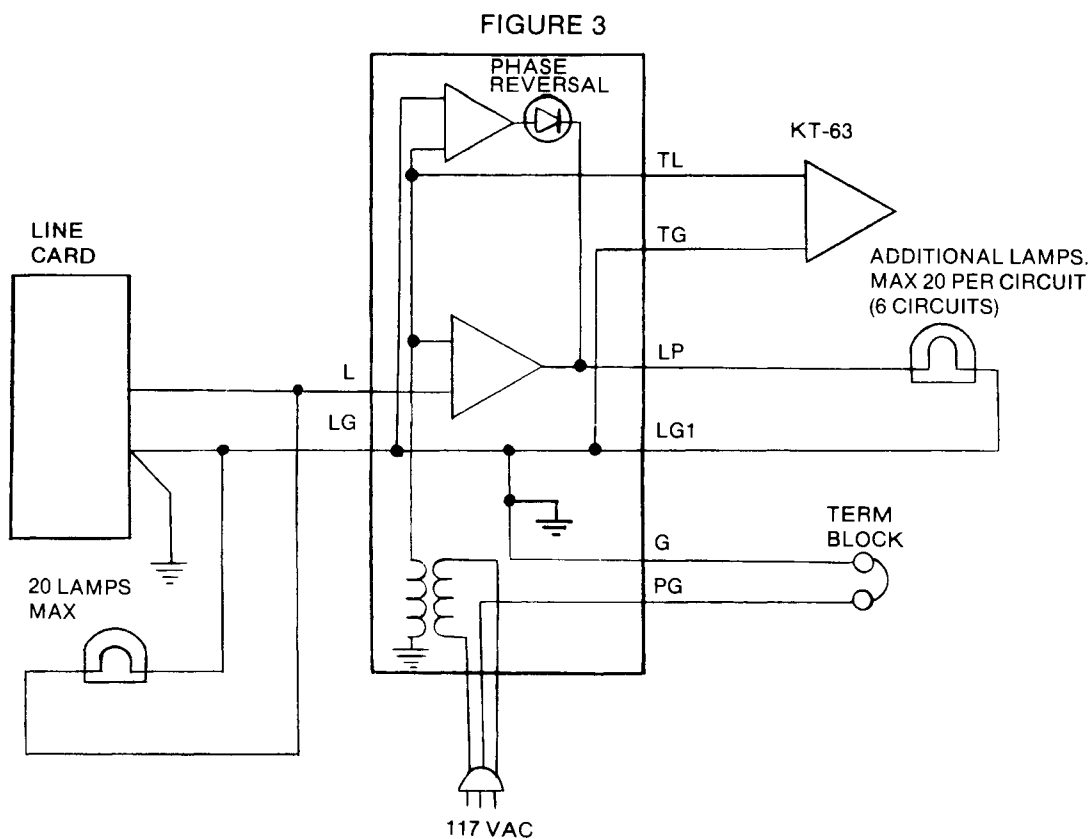 FIGURE 3
PHASE
REVERSAL
KT-63
TL
LINE
CARD
TG
ADDITIONAL LAMPS.
MAX 20 PER CIRCUIT
(6 CIRCUITS)
L
LP
LG
LG1
TERM
BLOCK
G
20 LAMPS
MAX
PG
117 VAC